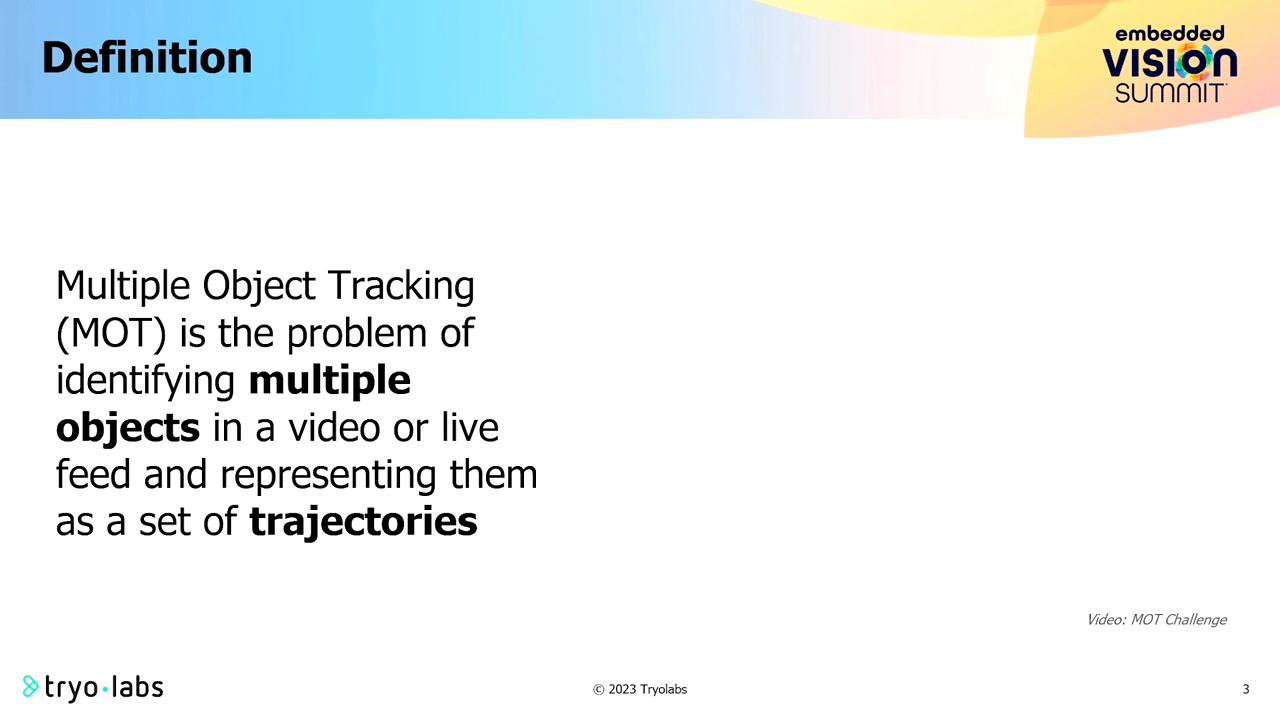 Definition
embedded
VISION
SUMMIT
Multiple Object Tracking
(MOT) is the problem of
identifying multiple
objects in a video or live
feed and representing them
as a set of trajectories
Video: MOT Challenge
tryo·labs
© 2023 Tryolabs
3